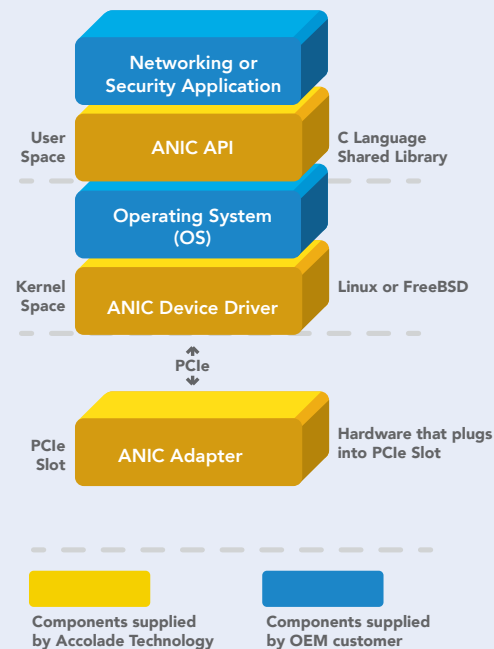 Networking or
Security Application
User
Space
ANIC API
C Language
Shared Library
Operating System
(OS)
Kernel
Space
ANIC Device Driver
Linux or FreeBSD
PCIe
PCIe
Slot
ANIC Adapter
Hardware that plugs
into PCIe Slot
Components supplied
by Accolade Technology
Components supplied
by OEM customer